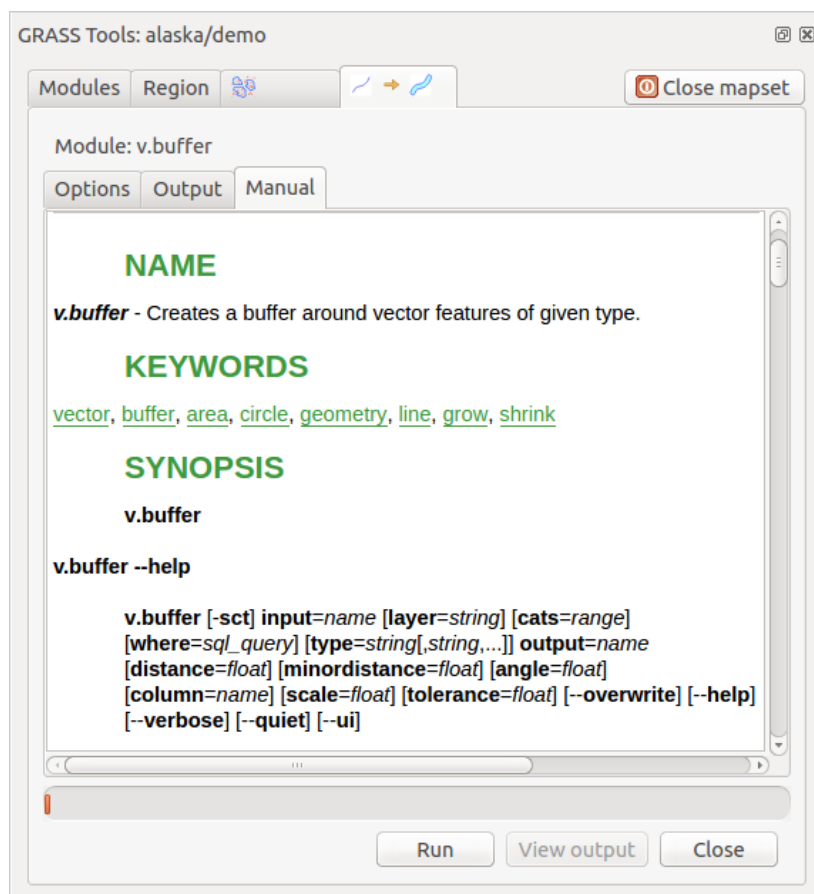 GRASS Tools: alaska/demo
Modules Region Close mapset
Module: v.buffer
Options Output Manual
NAME
v.buffer - Creates a buffer around vector features of given type.
KEYWORDS
vector, buffer, area, circle, geometry, line, grow, shrink
SYNOPSIS
v.buffer
v.buffer --help
v.buffer [-sct] input=name [layer=string] [cats=range]
[where=sql_query] [type=string[,string,...]] output=name
[distance=float] [minordistance=float] [angle=float]
[column=name] [scale=float] [tolerance=float] [--overwrite] [--help]
[--verbose] [--quiet] [--ui]
Run View output Close